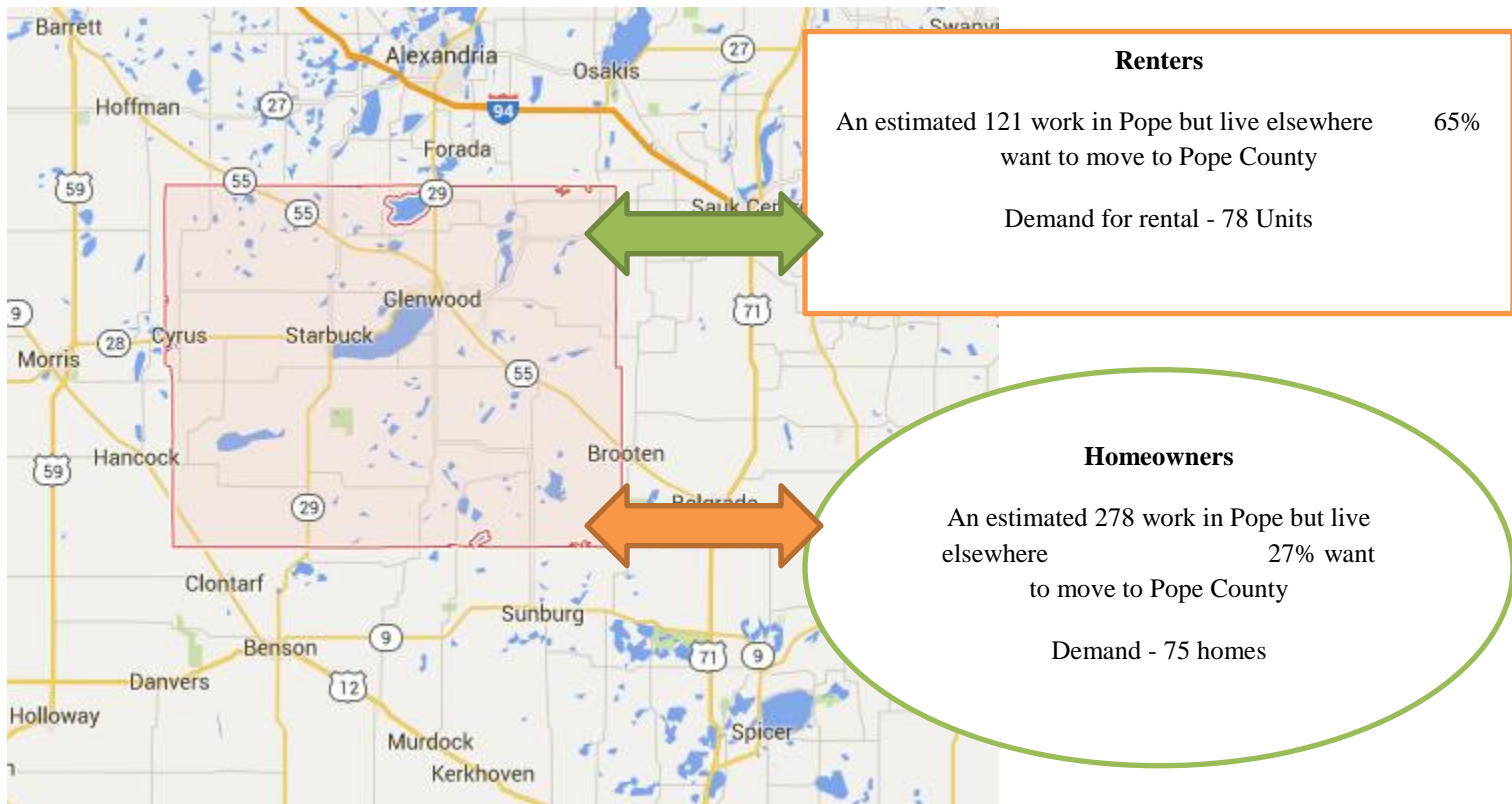 Barrett
Swanvi
Alexandria
27
Osakis
Hoffman
27
94
Forada
59
55
29
55
Sauk Cen
Glenwood
71
9
28
Cyrus
Starbuck
Morris
55
Hancock
Brooten
59
29
Belgrade
Clontarf
Sunburg
Benson
9
71
9
Danvers
12
Holloway
Spicer
Murdock
Kerkhoven
Renters
An estimated 121 work in Pope but live elsewhere 65%
want to move to Pope County
Demand for rental - 78 Units
Homeowners
An estimated 278 work in Pope but live
elsewhere 27% want
to move to Pope County
Demand - 75 homes